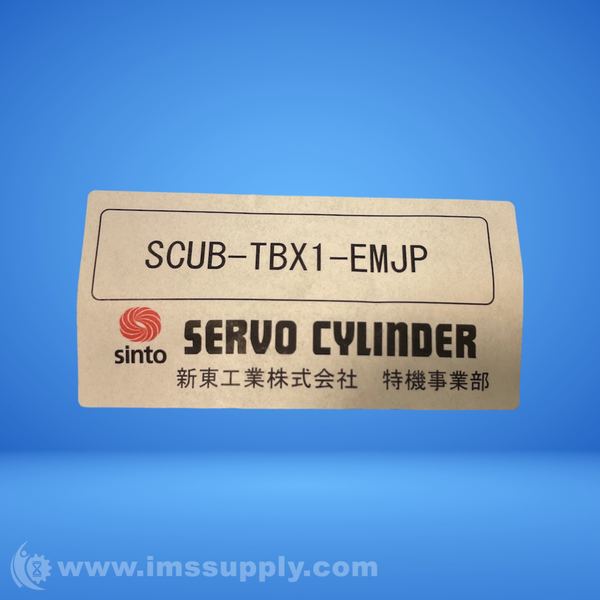 SCUB-TBX1-EMJP
sinto SERVO CYLINDER
新東工業株式会社 特機事業部
www.imssupply.com